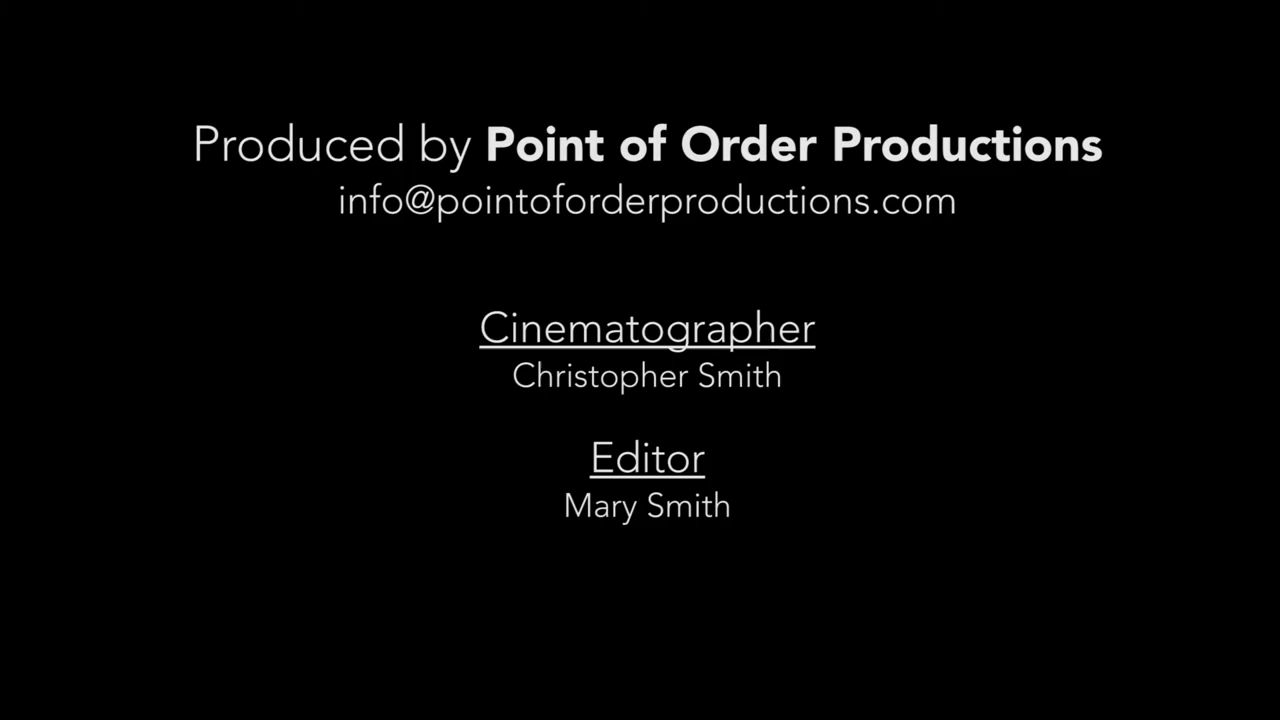 Produced by Point of Order Productions
info@pointoforderproductions.com
Cinematographer
Christopher Smith
Editor
Mary Smith